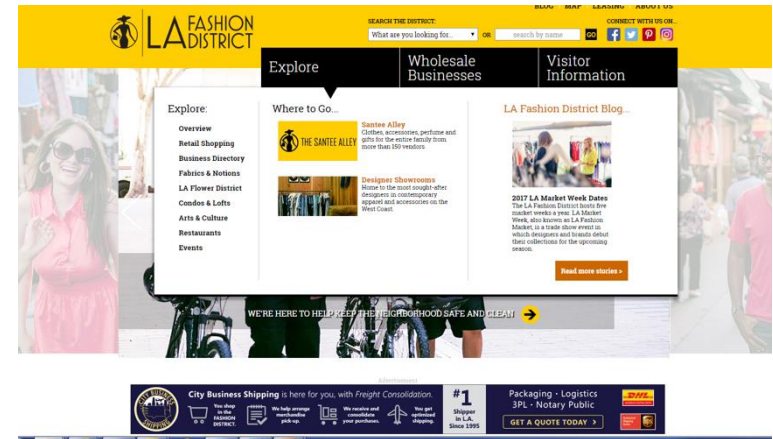 BLOG MAP LEASING ABOUT US
LA FASHION
DISTRICT
SEARCH THE DISTRICT:
CONNECT WITH US ON...
What are you looking for...
OR
search by name
GO
Explore
Wholesale
Businesses
Visitor
Information
Explore:
Overview
Retail Shopping
Business Directory
Fabrics & Notions
LA Flower District
Condos & Lofts
Arts & Culture
Restaurants
Events
Where to Go...
THE SANTEE ALLEY
Santee Alley
Clothes, accessories, perfume and
gifts for the entire family from
more than 150 vendors.
Designer Showrooms
Home to the most sought-after
designers in contemporary
apparel and accessories on the
West Coast.
LA Fashion District Blog...
2017 LA Market Week Dates
The LA Fashion District hosts five
market weeks a year. LA Market
Week, also known as LA Fashion
Market, is a trade show event in
which designers and brands debut
their collections for the upcoming
season.
Read more stories >
WE'RE HERE TO HELP KEEP THE NEIGHBORHOOD SAFE AND CLEAN
Advertisement
CITY BUSINESS
SHIPPING
City Business Shipping is here for you, with Freight Consolidation.
You shop
in the
FASHION
DISTRICT.
We help arrange
merchandise
pick-up.
We receive and
consolidate
your purchases.
You get
optimized
shipping.
#1
Shipper
in L.A.
Since 1995
Packaging · Logistics
3PL · Notary Public
GET A QUOTE TODAY >
DHL